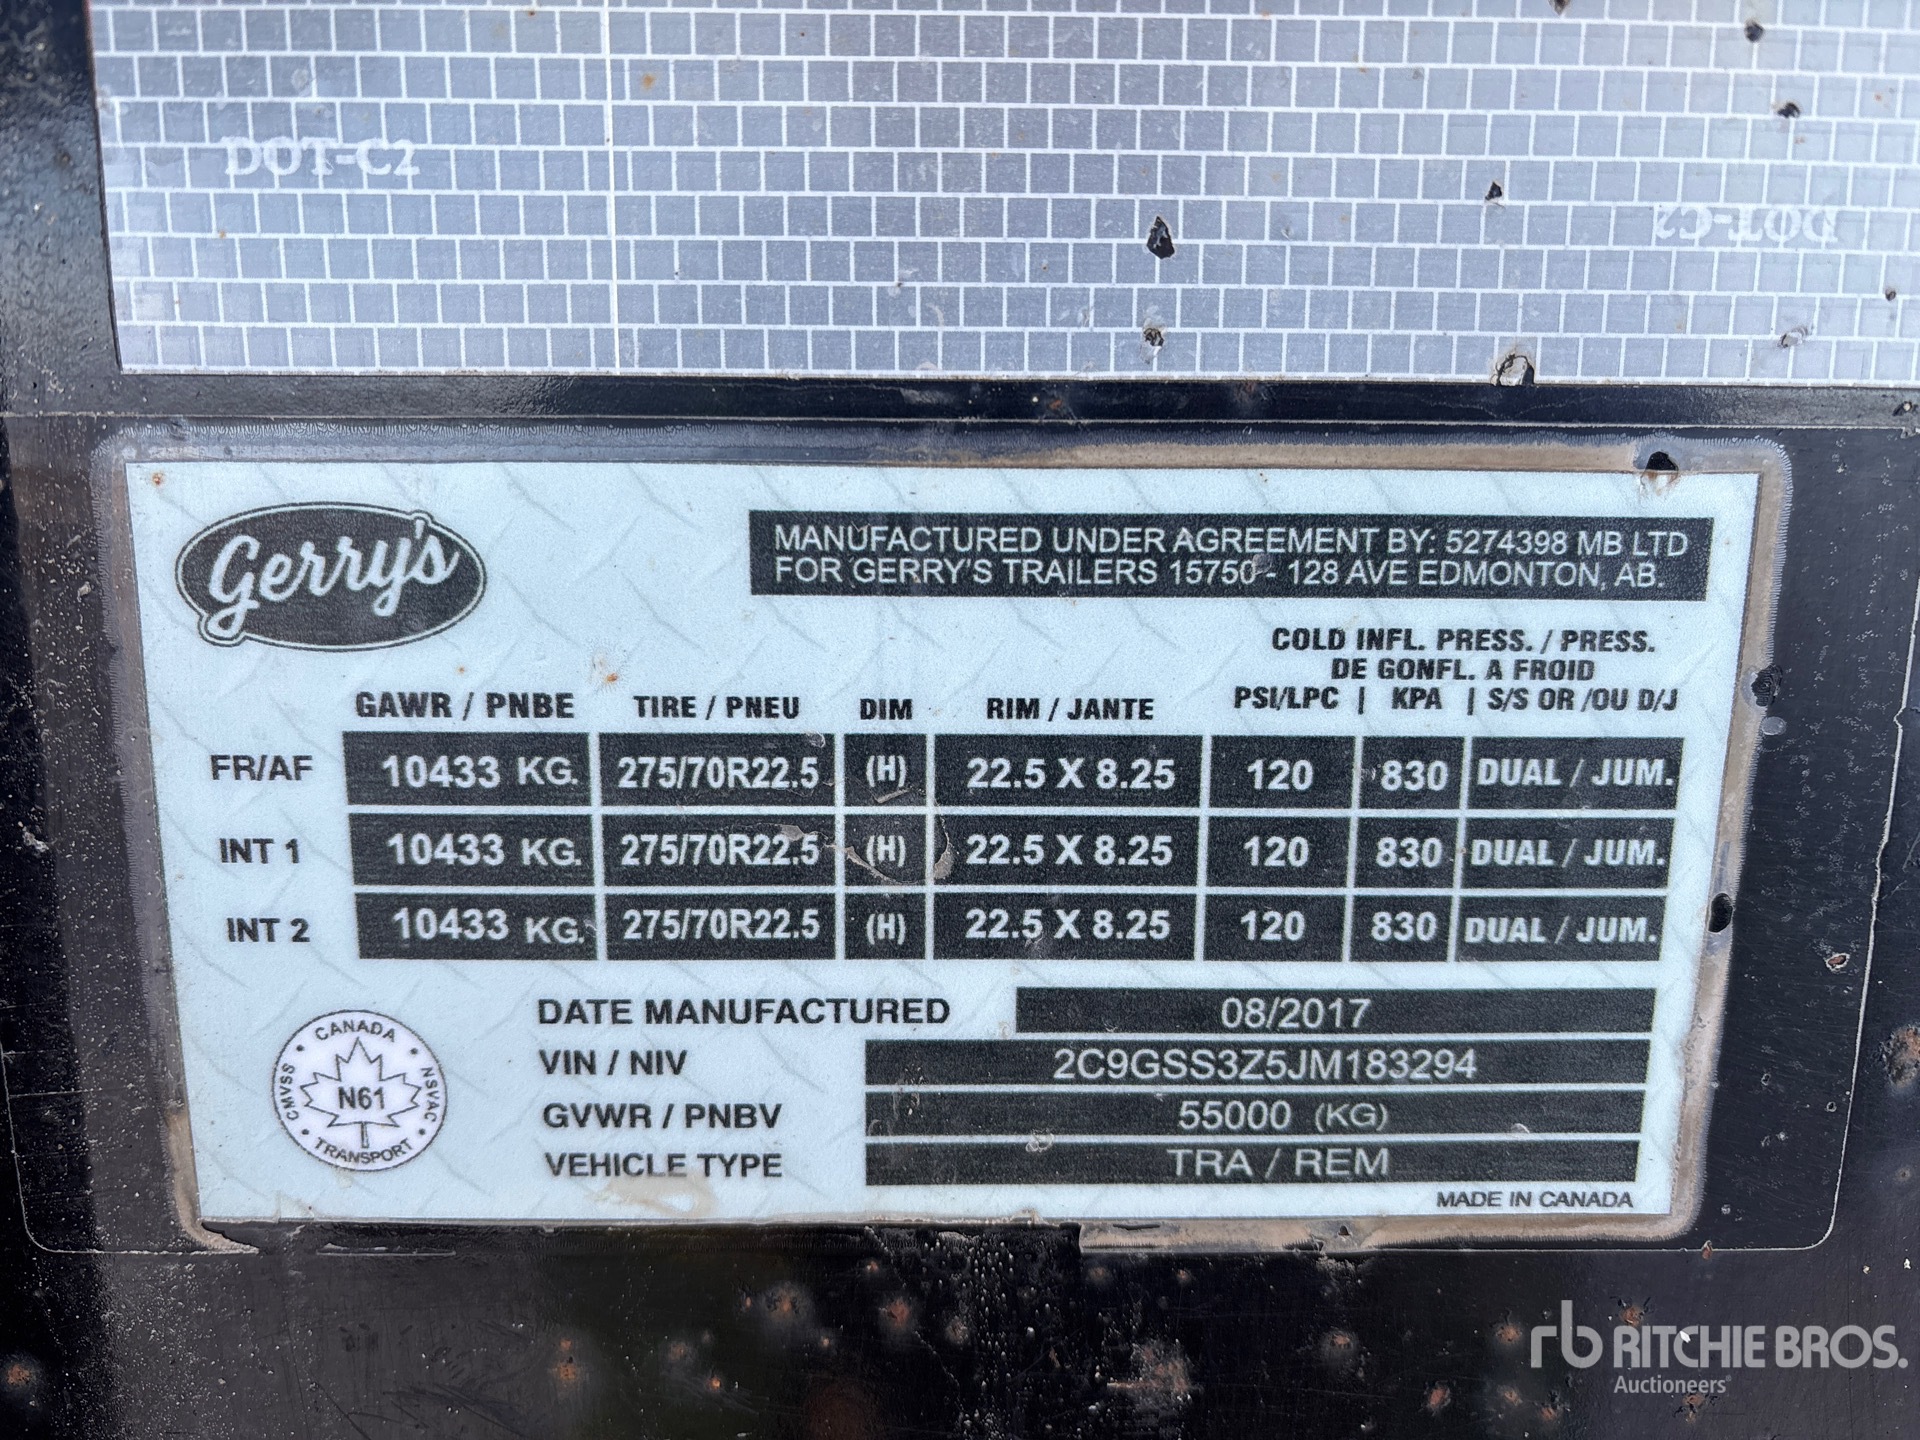 DOT-C2
DOT-C2
Gerry's
MANUFACTURED UNDER AGREEMENT BY: 5274398 MB LTD
FOR GERRY'S TRAILERS 15750 - 128 AVE EDMONTON, AB.
COLD INFL. PRESS. / PRESS.
DE GONFL. A FROID
GAWR / PNBE TIRE / PNEU DIM RIM / JANTE PSI/LPC | KPA | S/S OR /OU D/J
FR/AF 10433 KG. 275/70R22.5 (H) 22.5 X 8.25 120 830 DUAL / JUM.
INT 1 10433 KG. 275/70R22.5 (H) 22.5 X 8.25 120 830 DUAL / JUM.
INT 2 10433 KG. 275/70R22.5 (H) 22.5 X 8.25 120 830 DUAL / JUM.
DATE MANUFACTURED 08/2017
VIN / NIV 2C9GSS3Z5JM183294
GVWR / PNBV 55000 (KG)
VEHICLE TYPE TRA / REM
CANADA
CMVSS
N61
NSVAC
TRANSPORT
MADE IN CANADA
rb RITCHIE BROS.
Auctioneers